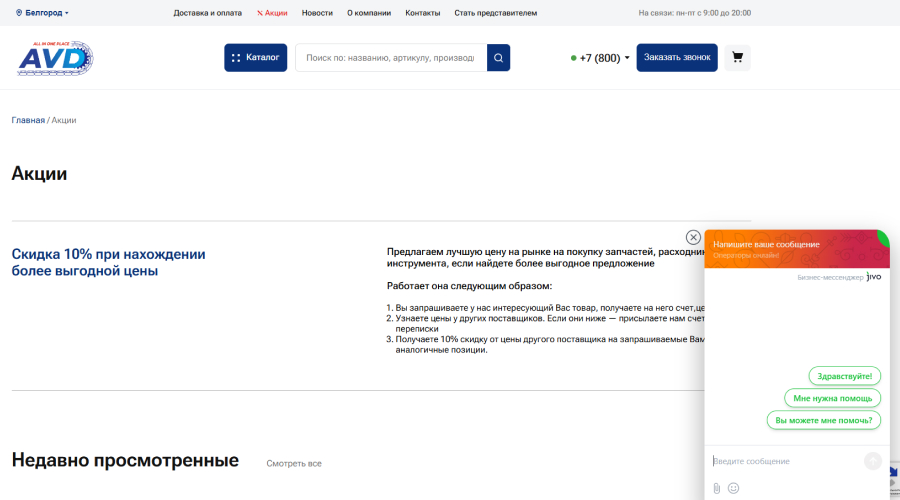 Белгород
Доставка и оплата
Акции
Новости
О компании
Контакты
Стать представителем
На связи: пн-пт с 9:00 до 20:00
ALL IN ONE PLACE
AVD
Каталог
Поиск по: названию, артикулу, производ
+7 (800)
Заказать звонок
Главная / Акции
Акции
Скидка 10% при нахождении
более выгодной цены
Предлагаем лучшую цену на рынке на покупку запчастей,
инструмента, если найдете более выгодное предложение
Работает она следующим образом:
1. Вы запрашиваете у нас интересующий Вас товар, получаете на него счет,це
2. Узнаете цены у других поставщиков. Если они ниже — присылаете нам счет
переписки
3. Получаете 10% скидку от цены другого поставщика на запрашиваемые Вам
аналогичные позиции.
Напишите ваше сообщение
Операторы онлайн!
Бизнес-мессенджер jivo
Здравствуйте!
Мне нужна помощь
Вы можете мне помочь?
Введите сообщение
Недавно просмотренные
Смотреть все